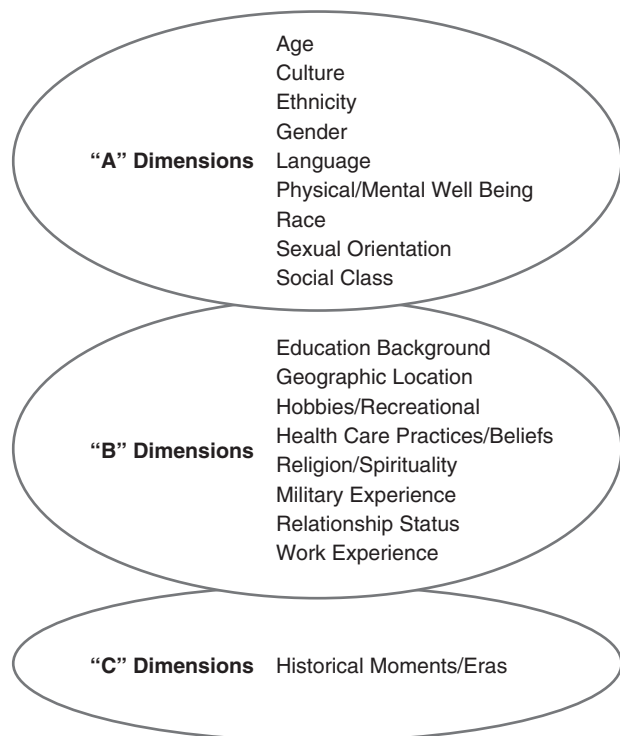 Age
Culture
Ethnicity
Gender
“A” Dimensions Language
Physical/Mental Well Being
Race
Sexual Orientation
Social Class
Education Background
Geographic Location
Hobbies/Recreational
“B” Dimensions Health Care Practices/Beliefs
Religion/Spirituality
Military Experience
Relationship Status
Work Experience
“C” Dimensions Historical Moments/Eras